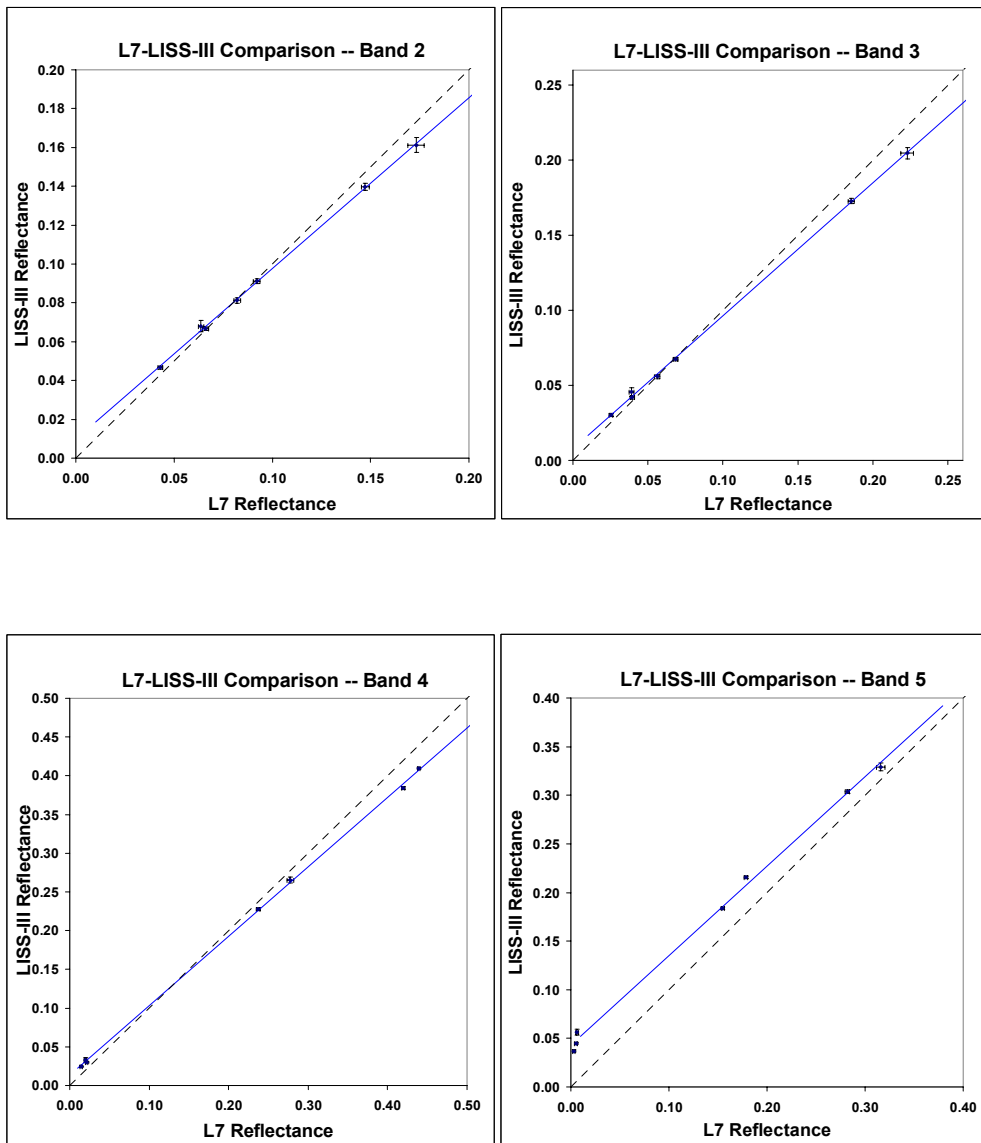 L7-LISS-III Comparison -- Band 2
0.20
0.18
0.16
0.14
0.12
0.10
0.08
0.06
0.04
0.02
0.00
LISS-III Reflectance
0.00 0.05 0.10 0.15 0.20
L7 Reflectance
L7-LISS-III Comparison -- Band 3
0.25
0.20
0.15
0.10
0.05
0.00
LISS-III Reflectance
0.00 0.05 0.10 0.15 0.20 0.25
L7 Reflectance
L7-LISS-III Comparison -- Band 4
0.50
0.45
0.40
0.35
0.30
0.25
0.20
0.15
0.10
0.05
0.00
LISS-III Reflectance
0.00 0.10 0.20 0.30 0.40 0.50
L7 Reflectance
L7-LISS-III Comparison -- Band 5
0.40
0.35
0.30
0.25
0.20
0.15
0.10
0.05
0.00
LISS-III Reflectance
0.00 0.10 0.20 0.30 0.40
L7 Reflectance